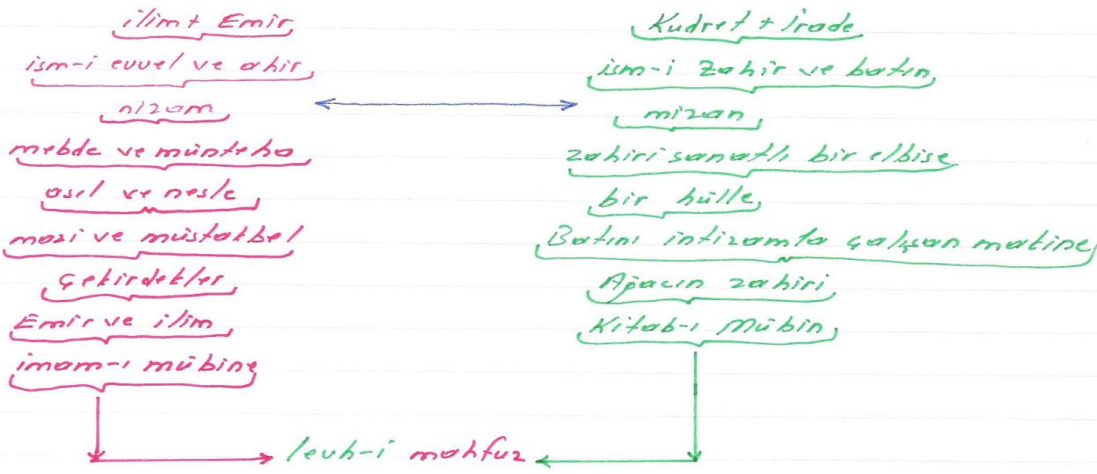 ilim + Emir
ism-i evvel ve ahir
nizam
mebde ve münteha
asıl ve nesle
mazi ve müstakbel
Çekirdekler
Emir ve ilim
imam-ı mübine
Kudret + İrade
ism-i Zahir ve batın
mizan
zahiri sanatlı bir elbise
bir hülle
Batını intizamla çalışan makine
Ağacın zahiri
Kitab-ı Mübin
levh-i mahfuz